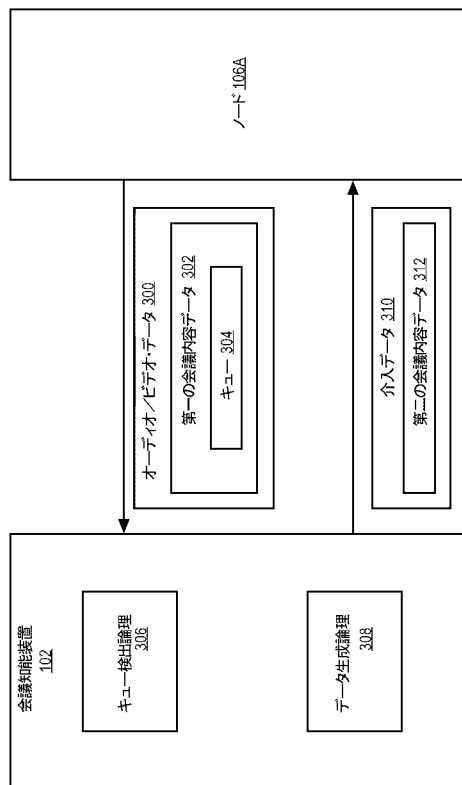 会議知能装置
102
キュー検出論理
306
データ生成論理
308
オーディオ／ビデオ・データ 300
第一の会議内容データ 302
キュー 304
介入データ 310
第二の会議内容データ 312
ノード 106A